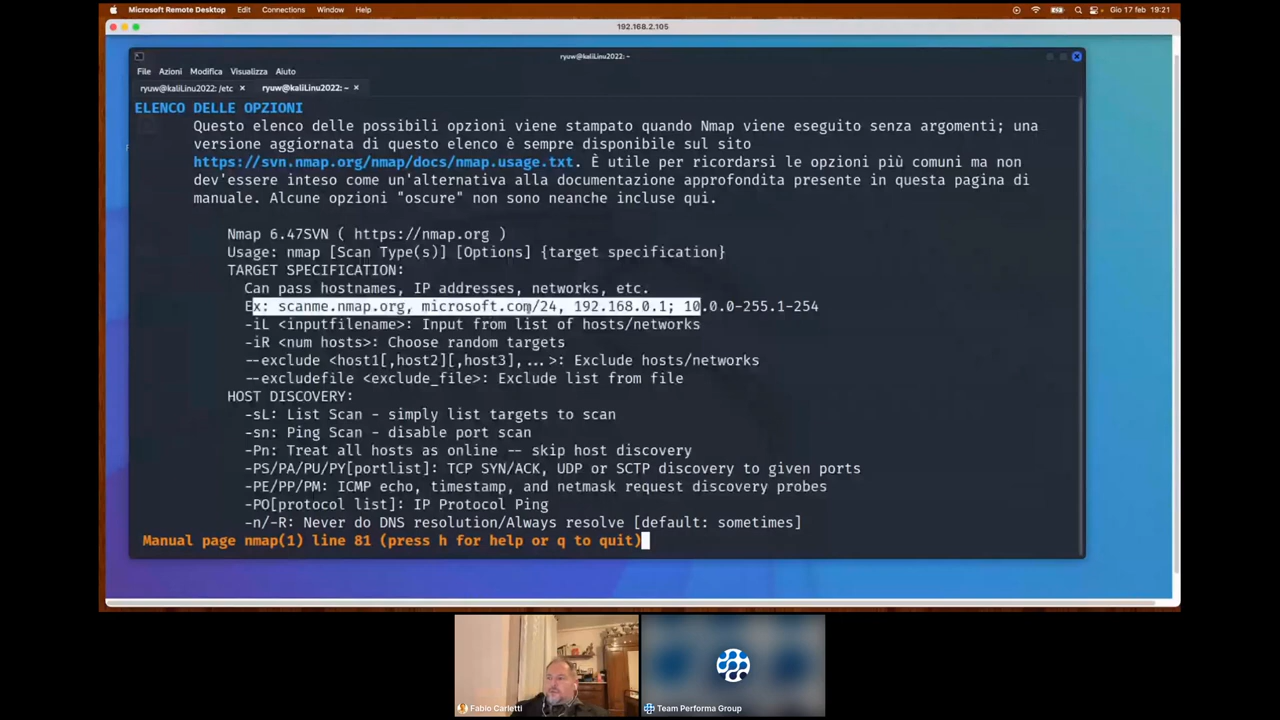 Microsoft Remote Desktop Edit Connections Window Help Gio 17 feb 19:21
192.168.2.105
ryuw@kaliLinu2022: ~
File Azioni Modifica Visualizza Aiuto
ryuw@kaliLinu2022: /etc × ryuw@kaliLinu2022: ~ ×
ELENCO DELLE OPZIONI
Questo elenco delle possibili opzioni viene stampato quando Nmap viene eseguito senza argomenti; una
versione aggiornata di questo elenco è sempre disponibile sul sito
https://svn.nmap.org/nmap/docs/nmap.usage.txt. È utile per ricordarsi le opzioni più comuni ma non
dev'essere inteso come un'alternativa alla documentazione approfondita presente in questa pagina di
manuale. Alcune opzioni "oscure" non sono neanche incluse qui.
Nmap 6.47SVN ( https://nmap.org )
Usage: nmap [Scan Type(s)] [Options] {target specification}
TARGET SPECIFICATION:
Can pass hostnames, IP addresses, networks, etc.
Ex: scanme.nmap.org, microsoft.com/24, 192.168.0.1; 10.0.0-255.1-254
-iL <inputfilename>: Input from list of hosts/networks
-iR <num hosts>: Choose random targets
--exclude <host1[,host2][,host3],...>: Exclude hosts/networks
--excludefile <exclude_file>: Exclude list from file
HOST DISCOVERY:
-sL: List Scan - simply list targets to scan
-sn: Ping Scan - disable port scan
-Pn: Treat all hosts as online -- skip host discovery
-PS/PA/PU/PY[portlist]: TCP SYN/ACK, UDP or SCTP discovery to given ports
-PE/PP/PM: ICMP echo, timestamp, and netmask request discovery probes
-PO[protocol list]: IP Protocol Ping
-n/-R: Never do DNS resolution/Always resolve [default: sometimes]
Manual page nmap(1) line 81 (press h for help or q to quit)
Fabio Carletti
Team Performa Group